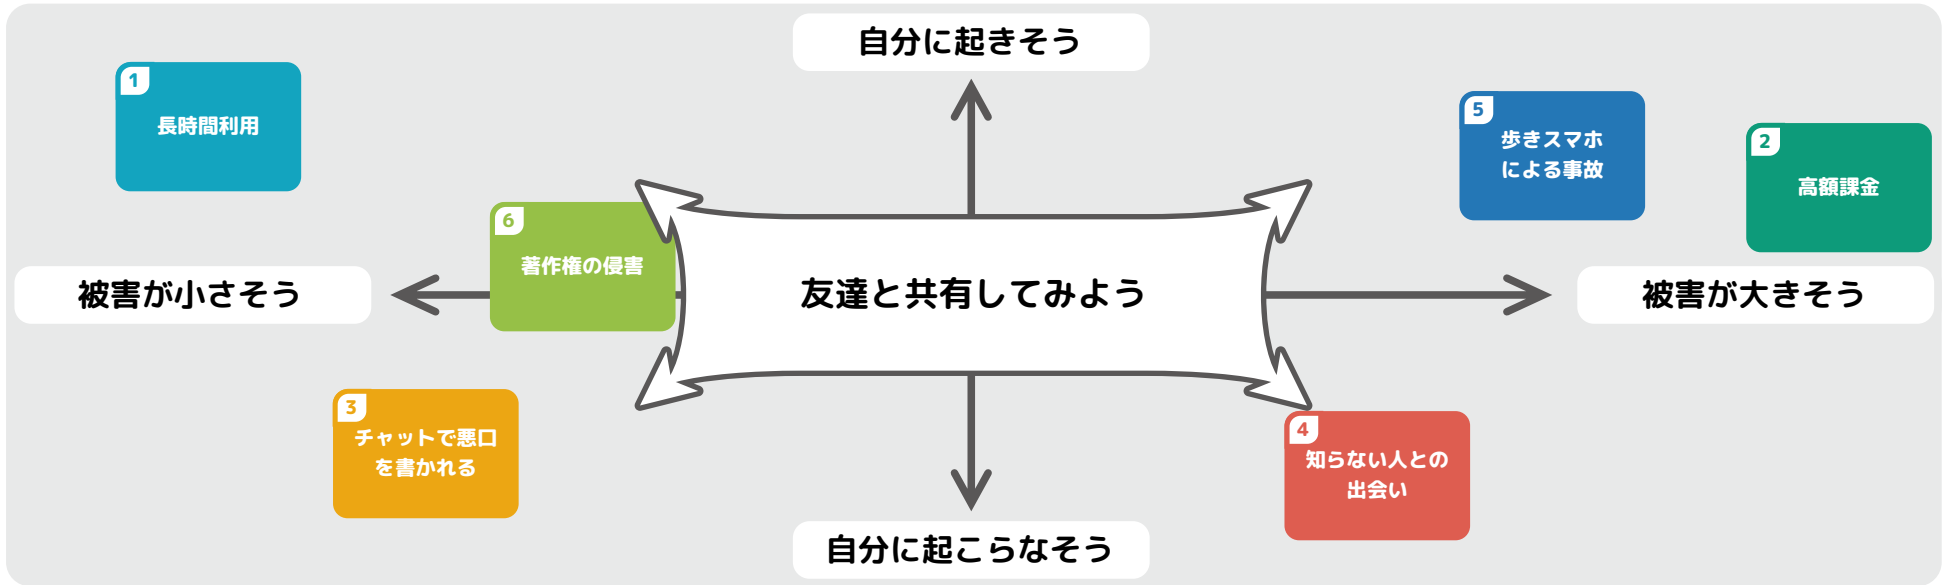 自分に起きそう
1
長時間利用
5
歩きスマホ
による事故
2
高額課金
6
著作権の侵害
被害が小さそう
友達と共有してみよう
被害が大きそう
3
チャットで悪口
を書かれる
4
知らない人との
出会い
自分に起こらなそう